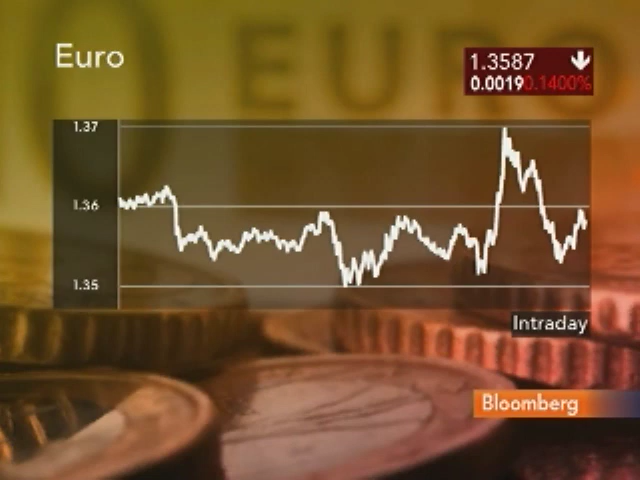 EURO
Euro
1.3587
0.0019 0.1400%
1.37
1.36
1.35
Intraday
Bloomberg